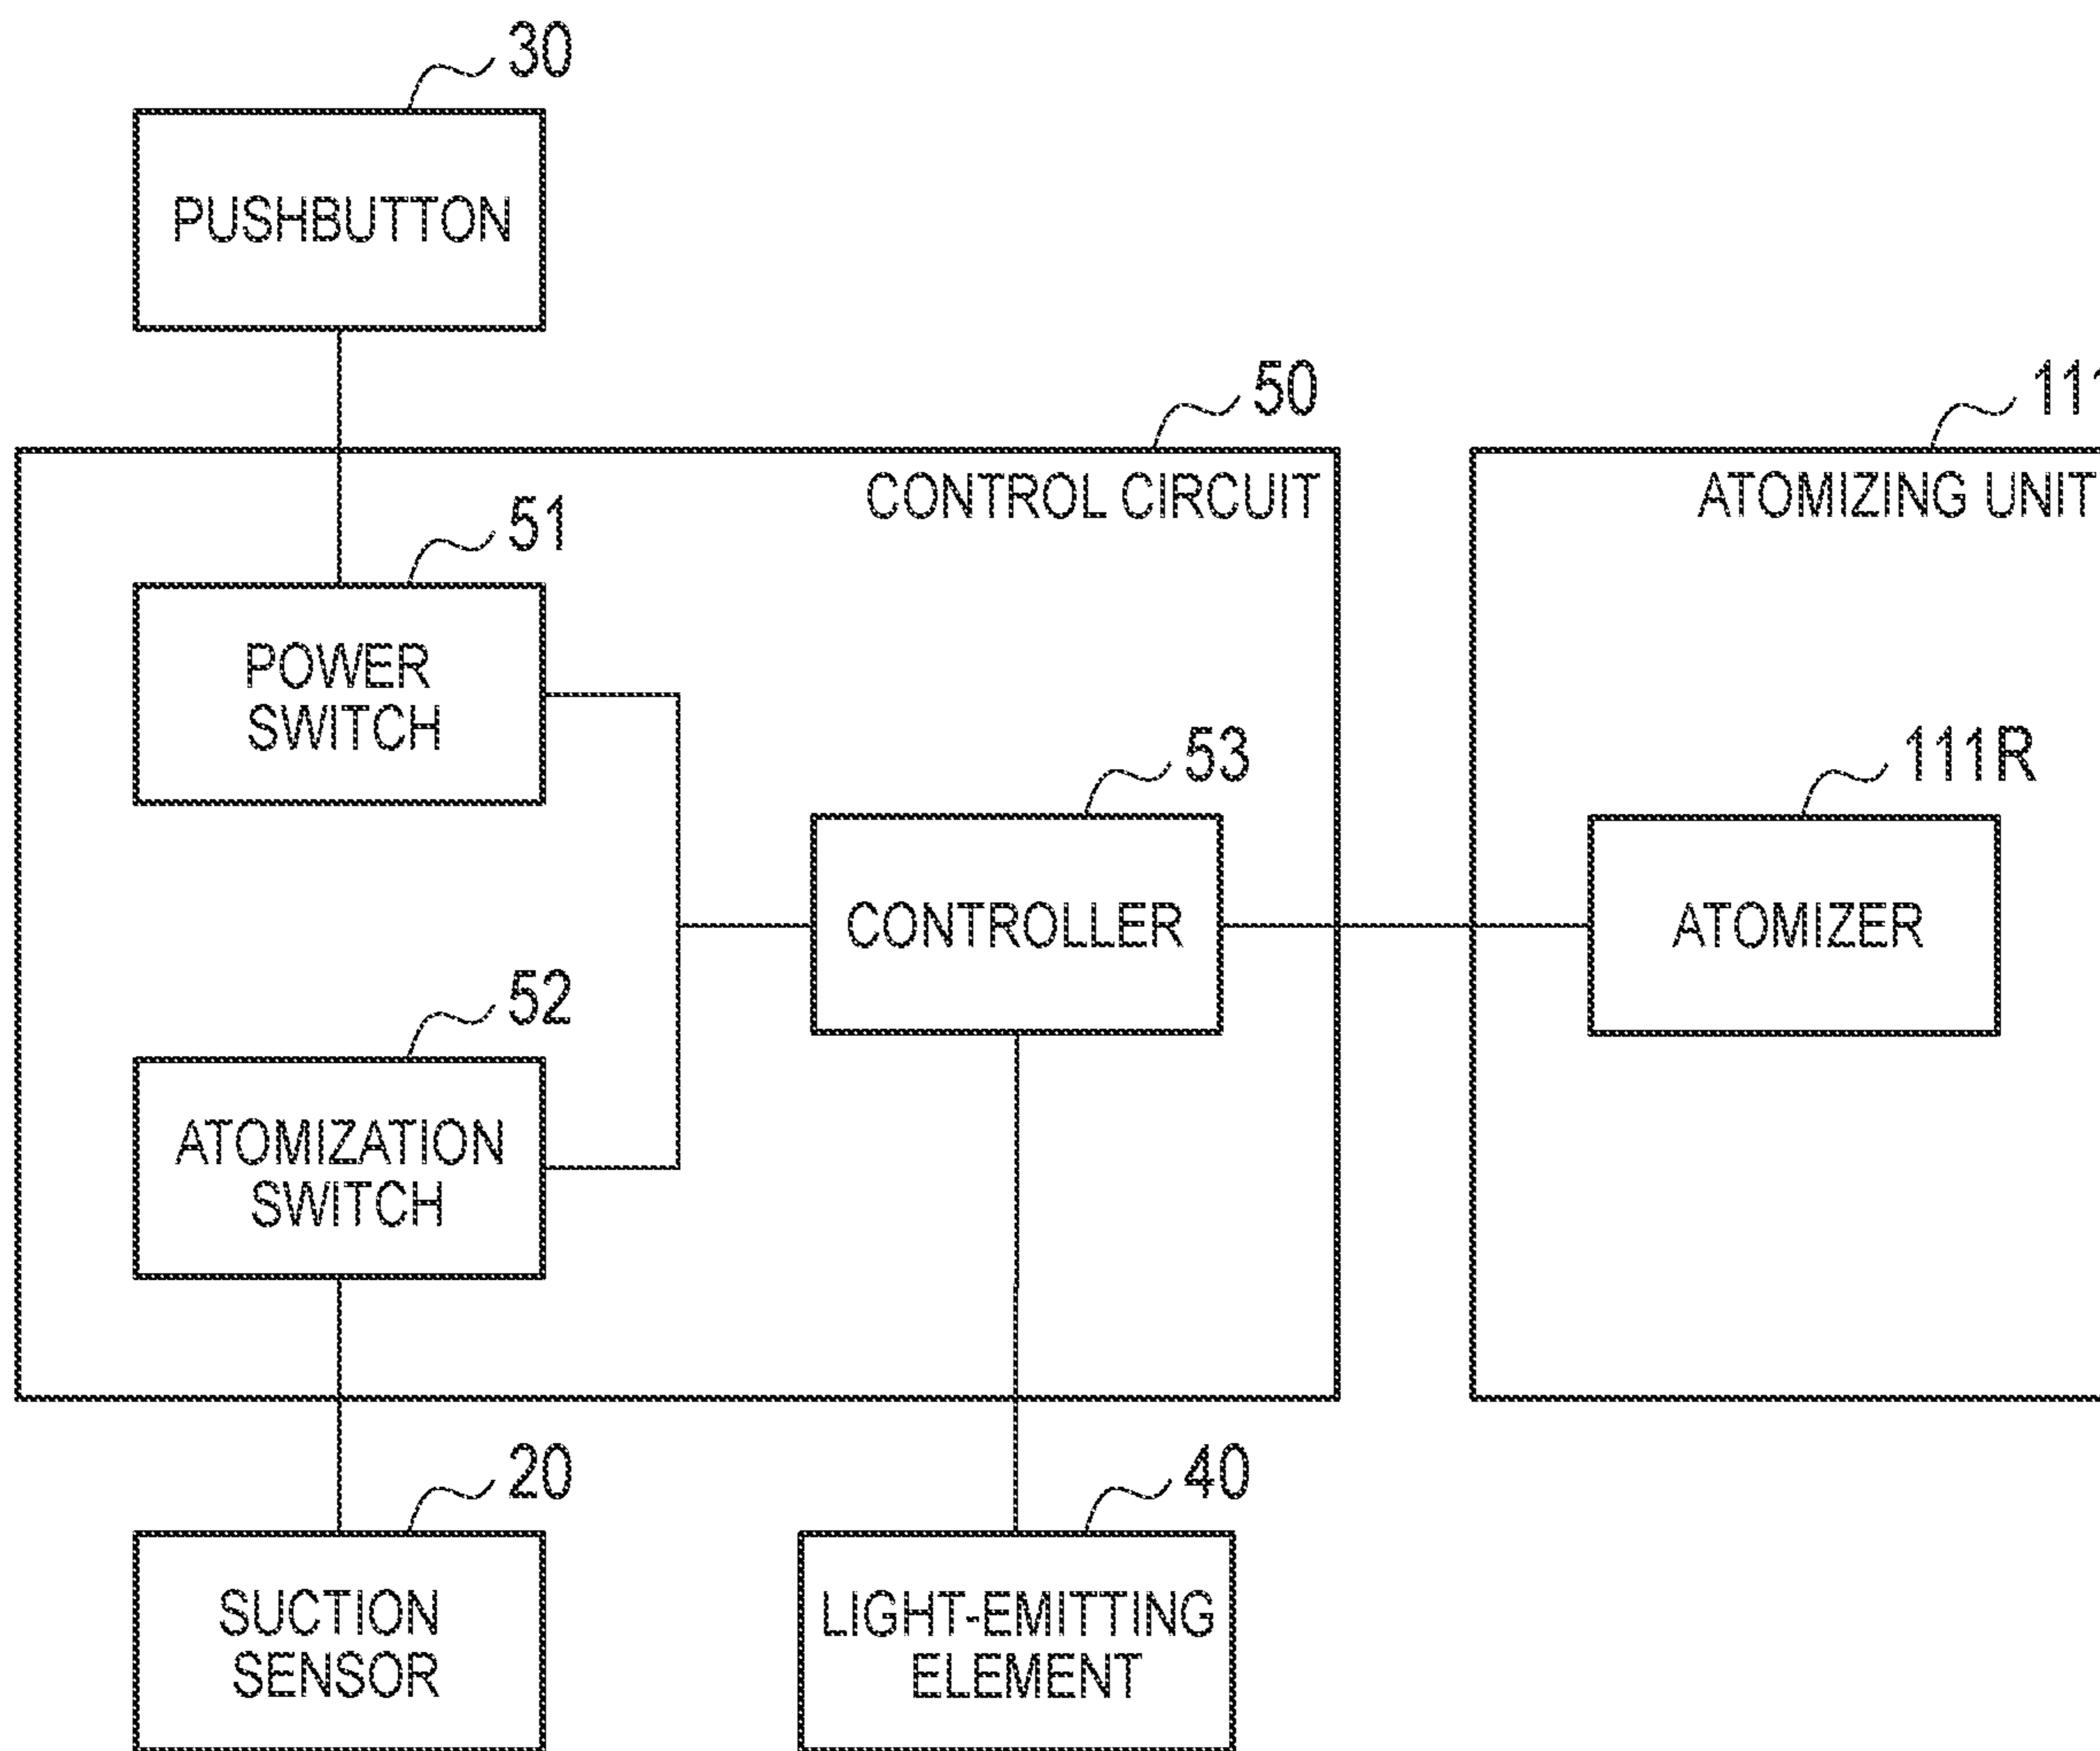 30
PUSHBUTTON
50
111
CONTROL CIRCUIT
ATOMIZING UNIT
51
POWER
SWITCH
53
111R
CONTROLLER
ATOMIZER
52
ATOMIZATION
SWITCH
20
40
SUCTION
SENSOR
LIGHT-EMITTING
ELEMENT